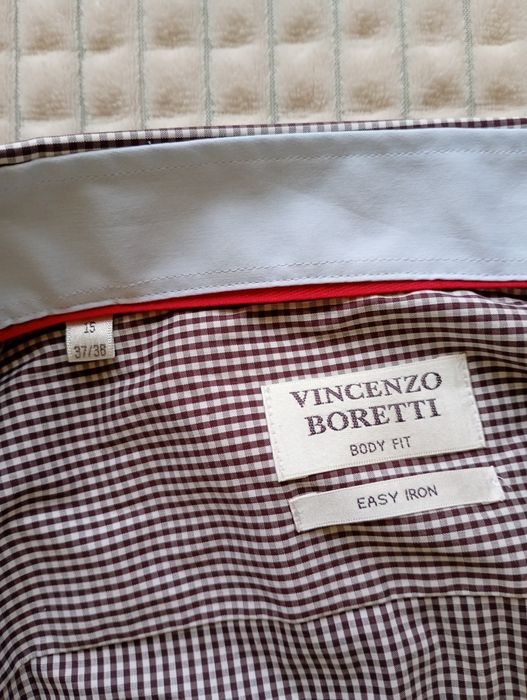 15
37/38
VINCENZO
BORETTI
BODY FIT
EASY IRON